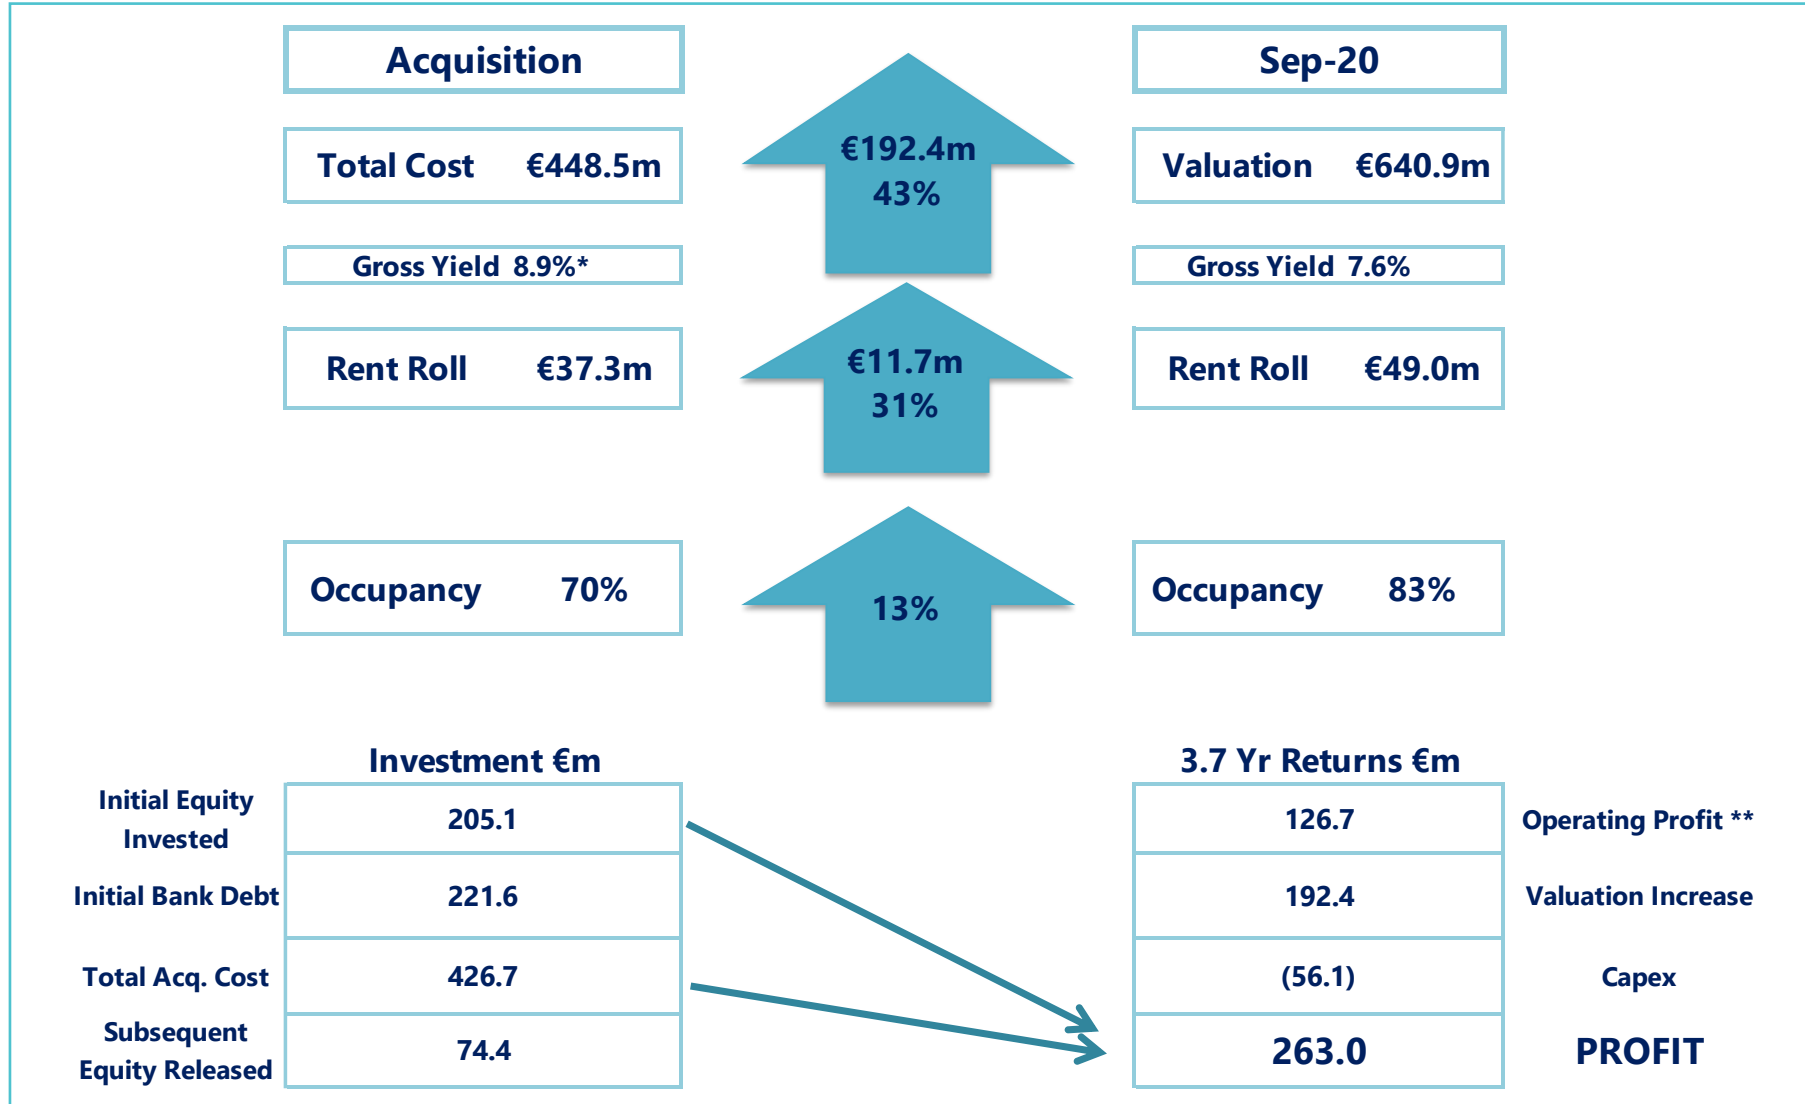 Acquisition
Sep-20
Total Cost €448.5m
€192.4m
43%
Valuation €640.9m
Gross Yield 8.9%*
Gross Yield 7.6%
Rent Roll €37.3m
€11.7m
31%
Rent Roll €49.0m
Occupancy 70%
13%
Occupancy 83%
Investment €m
3.7 Yr Returns €m
Initial Equity
Invested
205.1
126.7
Operating Profit **
Initial Bank Debt
221.6
192.4
Valuation Increase
Total Acq. Cost
426.7
(56.1)
Capex
Subsequent
Equity Released
74.4
263.0
PROFIT